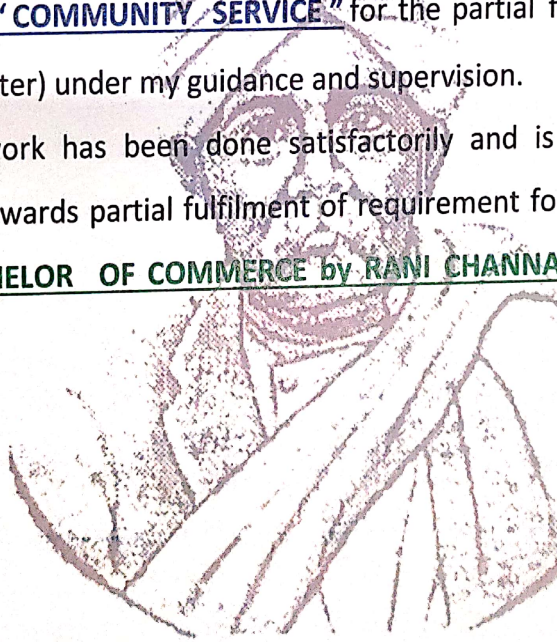 "COMMUNITY SERVICE" for the partial f
ter) under my guidance and supervision.
ork has been done satisfactorily and is
wards partial fulfilment of requirement fo
ELOR OF COMMERCE by RANI CHANNA